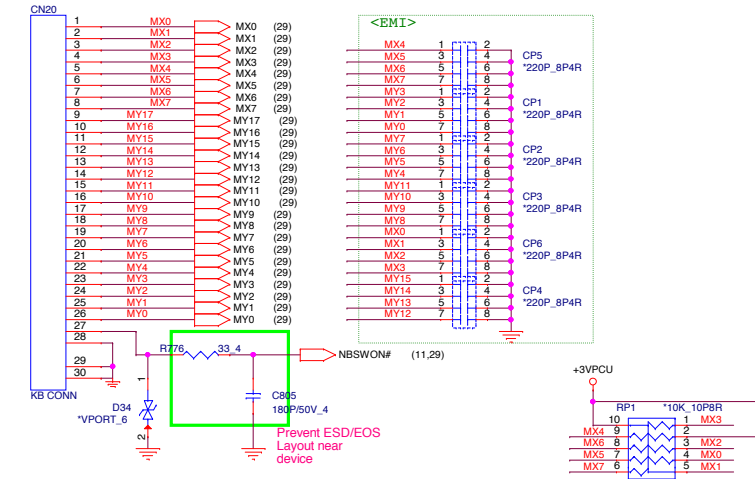 CN20
1 MX0 MX0 (29)
2 MX1 MX1 (29)
3 MX2 MX2 (29)
4 MX3 MX3 (29)
5 MX4 MX4 (29)
6 MX5 MX5 (29)
7 MX6 MX6 (29)
8 MX7 MX7 (29)
9 MY17 MY17 (29)
10 MY16 MY16 (29)
11 MY15 MY15 (29)
12 MY14 MY14 (29)
13 MY13 MY13 (29)
14 MY12 MY12 (29)
15 MY11 MY11 (29)
16 MY10 MY10 (29)
17 MY9 MY9 (29)
18 MY8 MY8 (29)
19 MY7 MY7 (29)
20 MY6 MY6 (29)
21 MY5 MY5 (29)
22 MY4 MY4 (29)
23 MY3 MY3 (29)
24 MY2 MY2 (29)
25 MY1 MY1 (29)
26 MY0 MY0 (29)
27
28
29
30
KB CONN
R776 33_4
NBSWON# (11,29)
1
D34
*VPORT_6
2
C805
180P/50V_4
Prevent ESD/EOS
Layout near
device
<EMI>
MX4 1 2
MX5 3 4
MX6 5 6
MX7 7 8
CP5
*220P_8P4R
MY3 1 2
MY2 3 4
MY1 5 6
MY0 7 8
CP1
*220P_8P4R
MY7 1 2
MY6 3 4
MY5 5 6
MY4 7 8
CP2
*220P_8P4R
MY11 1 2
MY10 3 4
MY9 5 6
MY8 7 8
CP3
*220P_8P4R
MX0 1 2
MX1 3 4
MX2 5 6
MX3 7 8
CP6
*220P_8P4R
MY15 1 2
MY14 3 4
MY13 5 6
MY12 7 8
CP4
*220P_8P4R
+3VPCU
RP1 *10K_10P8R
10 1 MX3
MX4 9 2
MX6 8 3 MX2
MX5 7 4 MX0
MX7 6 5 MX1